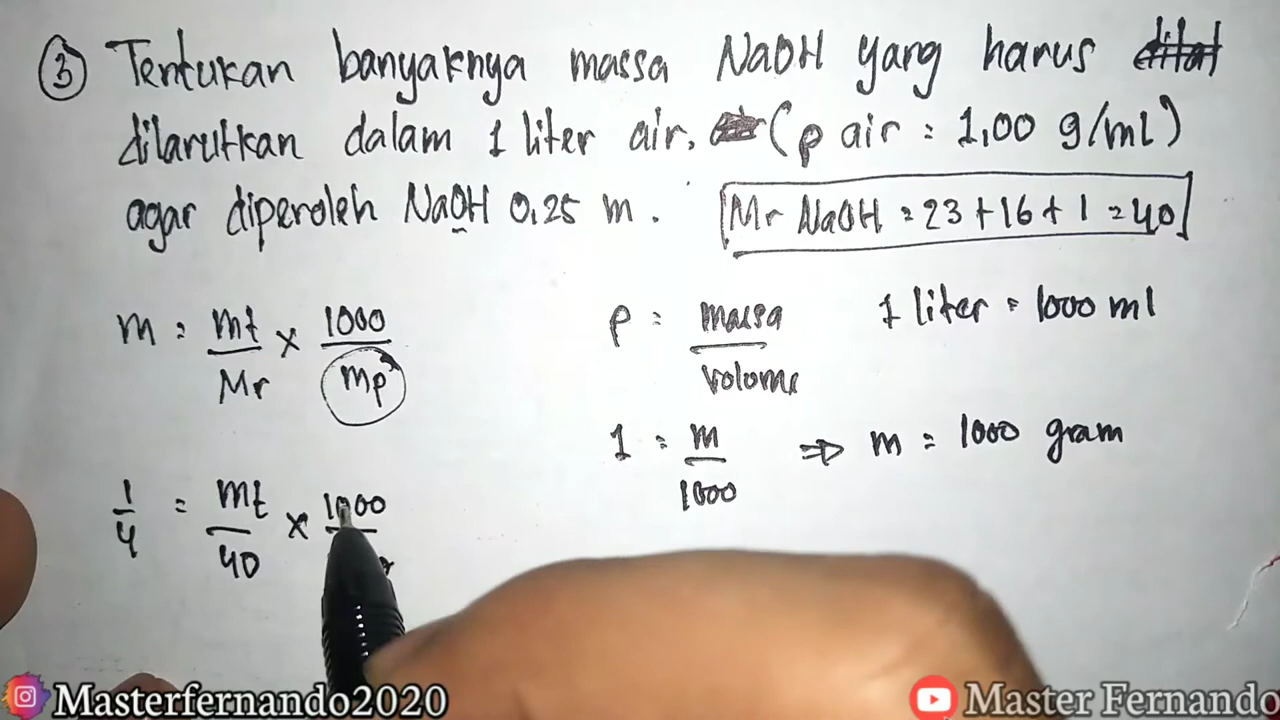 3 Tentukan banyaknya massa NaOH yang harus
dilarutkan dalam 1 liter air. (ρ air = 1,00 g/ml)
agar diperoleh NaOH 0,25 m.
Mr NaOH = 23 + 16 + 1 = 40
m = mt/Mr × 1000/Mp
ρ = massa/volome
1 liter = 1000 ml
1 = m/1000 ⇒ m = 1000 gram
1/4 = mt/40 × 1000
Masterfernando2020
Master Fernando